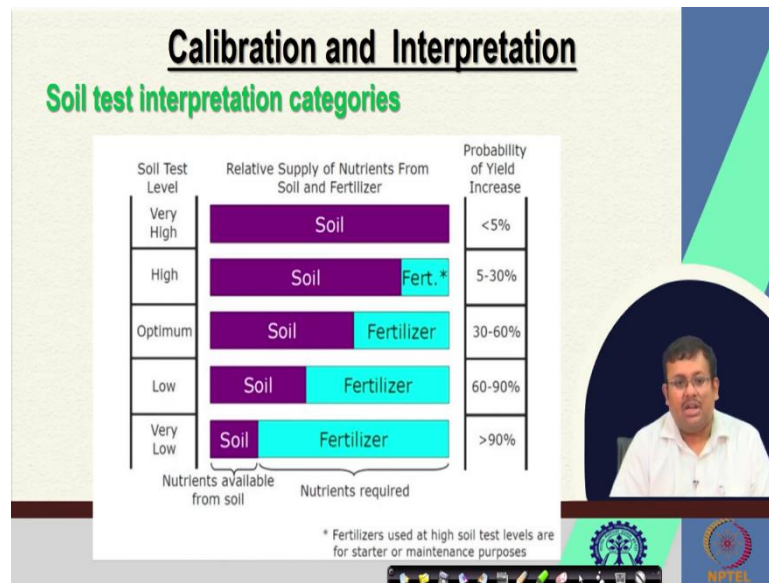 Calibration and Interpretation
Soil test interpretation categories
Soil Test
Level
Relative Supply of Nutrients From
Soil and Fertilizer
Probability
of Yield
Increase
Very
High
Soil
<5%
High
Soil
Fert.*
5-30%
Optimum
Soil
Fertilizer
30-60%
Low
Soil
Fertilizer
60-90%
Very
Low
Soil
Fertilizer
>90%
Nutrients available
from soil
Nutrients required
* Fertilizers used at high soil test levels are
for starter or maintenance purposes
NPTEL